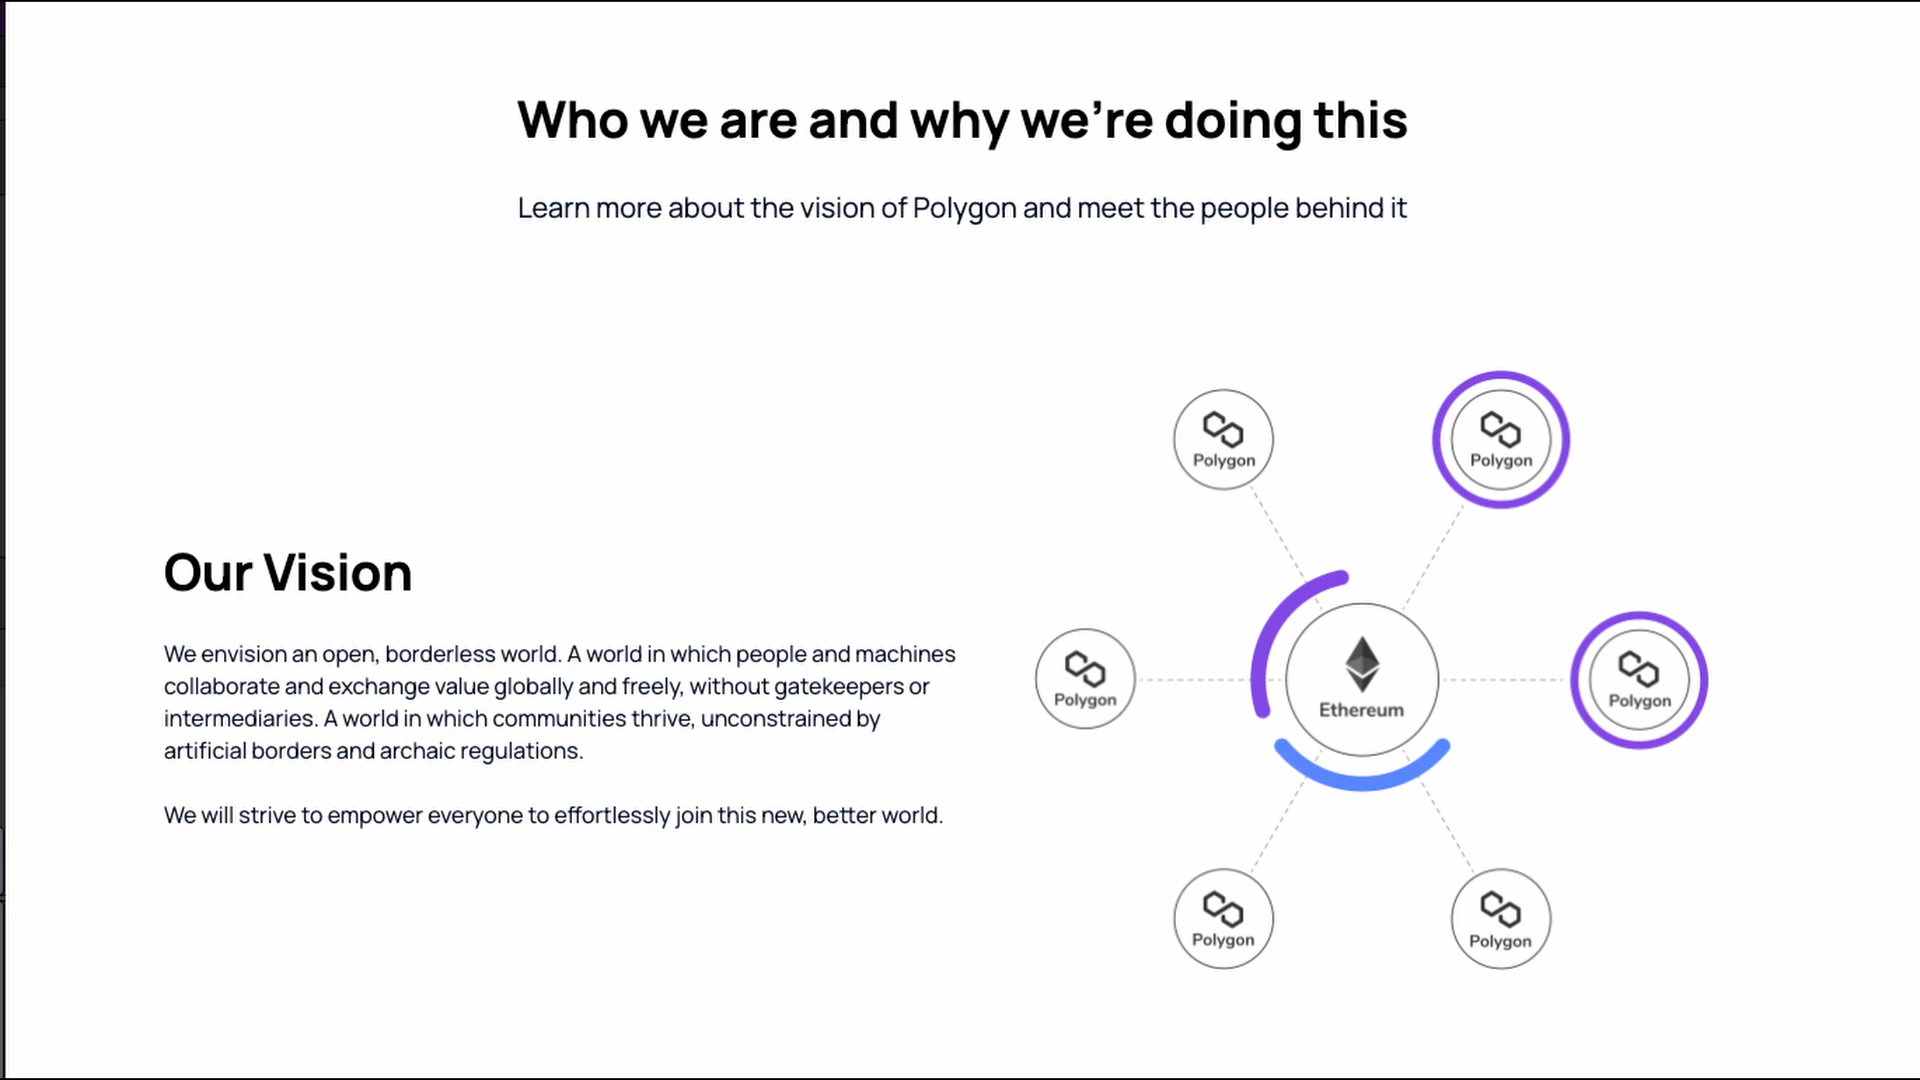 Who we are and why we’re doing this
Learn more about the vision of Polygon and meet the people behind it
Our Vision
We envision an open, borderless world. A world in which people and machines
collaborate and exchange value globally and freely, without gatekeepers or
intermediaries. A world in which communities thrive, unconstrained by
artificial borders and archaic regulations.
We will strive to empower everyone to effortlessly join this new, better world.
Polygon
Polygon
Polygon
Ethereum
Polygon
Polygon
Polygon